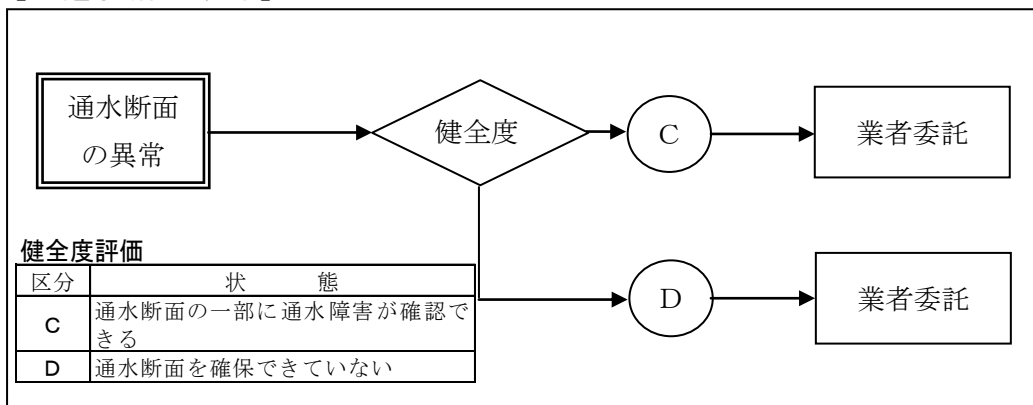 通水断面
の異常
健全度
C
業者委託
D
業者委託
健全度評価
区分 状 態
C 通水断面の一部に通水障害が確認で
きる
D 通水断面を確保できていない